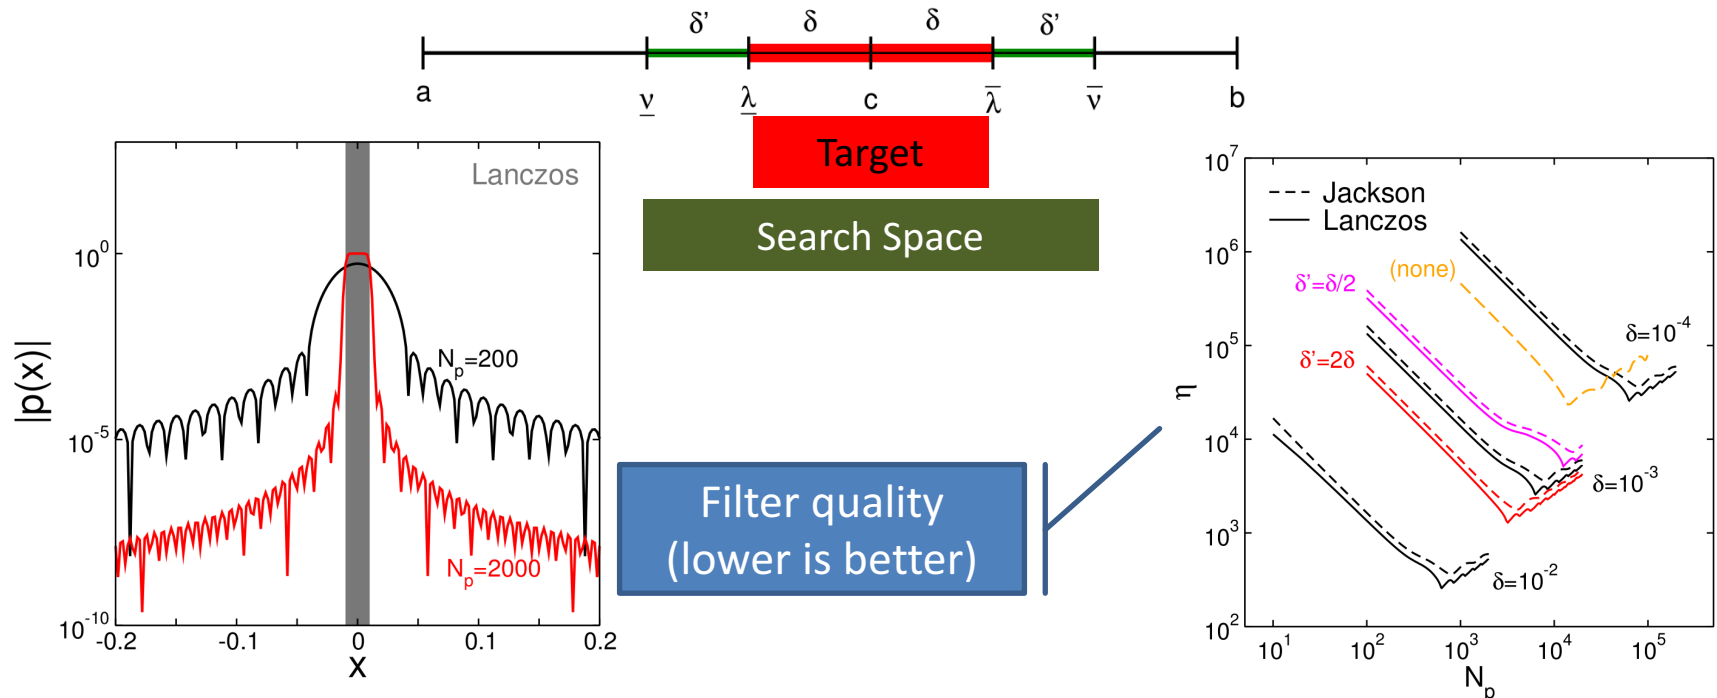 δ' δ δ δ'
a ν λ c λ ν b
Target
Search Space
Lanczos
|p(x)|
10^0
10^-5
10^-10
N_p=200
N_p=2000
-0.2 -0.1 0 0.1 0.2
x
Filter quality
(lower is better)
η
10^7
10^6
10^5
10^4
10^3
10^2
Jackson
Lanczos
(none)
δ'=δ/2
δ'=2δ
δ=10^-4
δ=10^-3
δ=10^-2
10^1 10^2 10^3 10^4 10^5
N_p